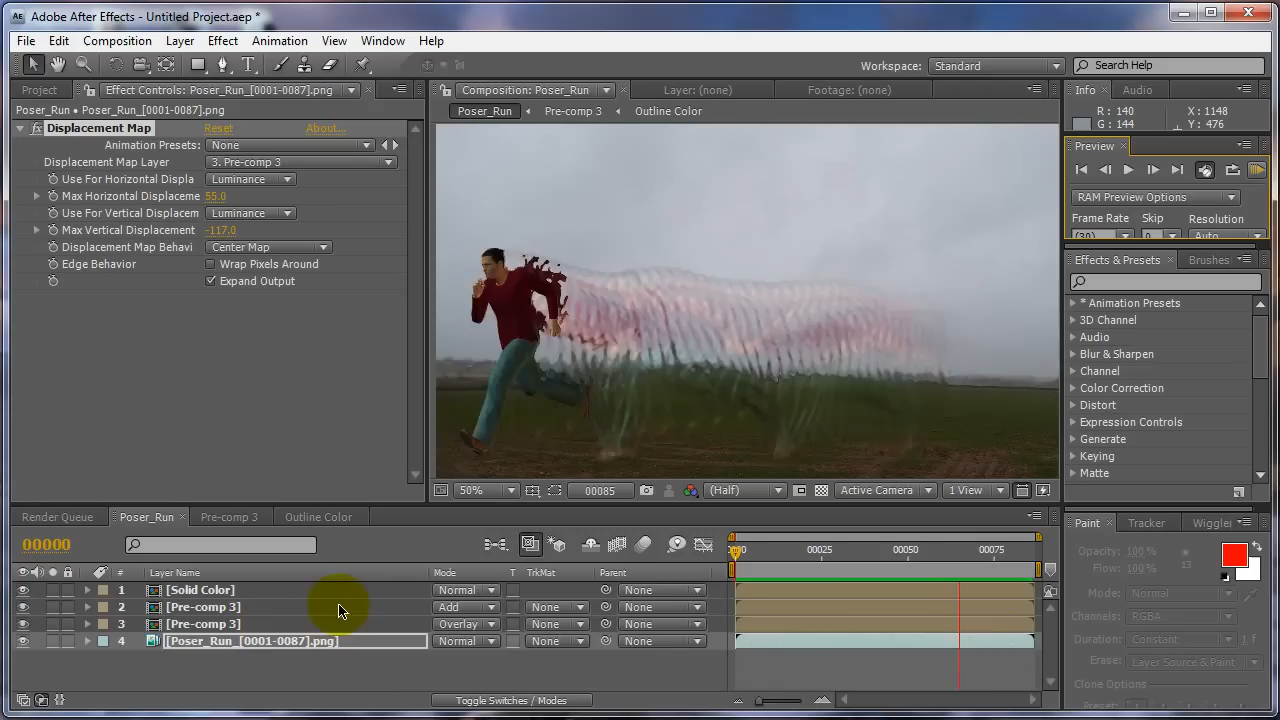 Adobe After Effects - Untitled Project.aep *
File Edit Composition Layer Effect Animation View Window Help
Workspace: Standard Search Help
Project Effect Controls: Poser_Run_[0001-0087].png
Composition: Poser_Run Layer: (none) Footage: (none)
Info Audio
Poser_Run • Poser_Run_[0001-0087].png
Poser_Run Pre-comp 3 Outline Color
R : 140 X : 1148
G : 144 Y : 476
fx Displacement Map Reset About...
Animation Presets: None
Displacement Map Layer 3. Pre-comp 3
Use For Horizontal Displa Luminance
Max Horizontal Displaceme 55.0
Use For Vertical Displacem Luminance
Max Vertical Displacement -117.0
Displacement Map Behavi Center Map
Edge Behavior Wrap Pixels Around
Expand Output
Preview
RAM Preview Options
Frame Rate Skip Resolution
(30) 0 Auto
Effects & Presets Brushes
* Animation Presets
3D Channel
Audio
Blur & Sharpen
Channel
Color Correction
Distort
Expression Controls
Generate
Keying
Matte
50% 00085 (Half) Active Camera 1 View
Render Queue Poser_Run Pre-comp 3 Outline Color
00000
00025 00050 00075
# Layer Name Mode T TrkMat Parent
1 [Solid Color] Normal None
2 [Pre-comp 3] Add None None
3 [Pre-comp 3] Overlay None None
4 [Poser_Run_[0001-0087].png] Normal None None
Toggle Switches / Modes
Paint Tracker Wiggler
Opacity: 100 %
Flow: 100 % 13
Mode: Normal
Channels: RGBA
Duration: Constant 1 f
Erase: Layer Source & Paint
Clone Options
Preset: